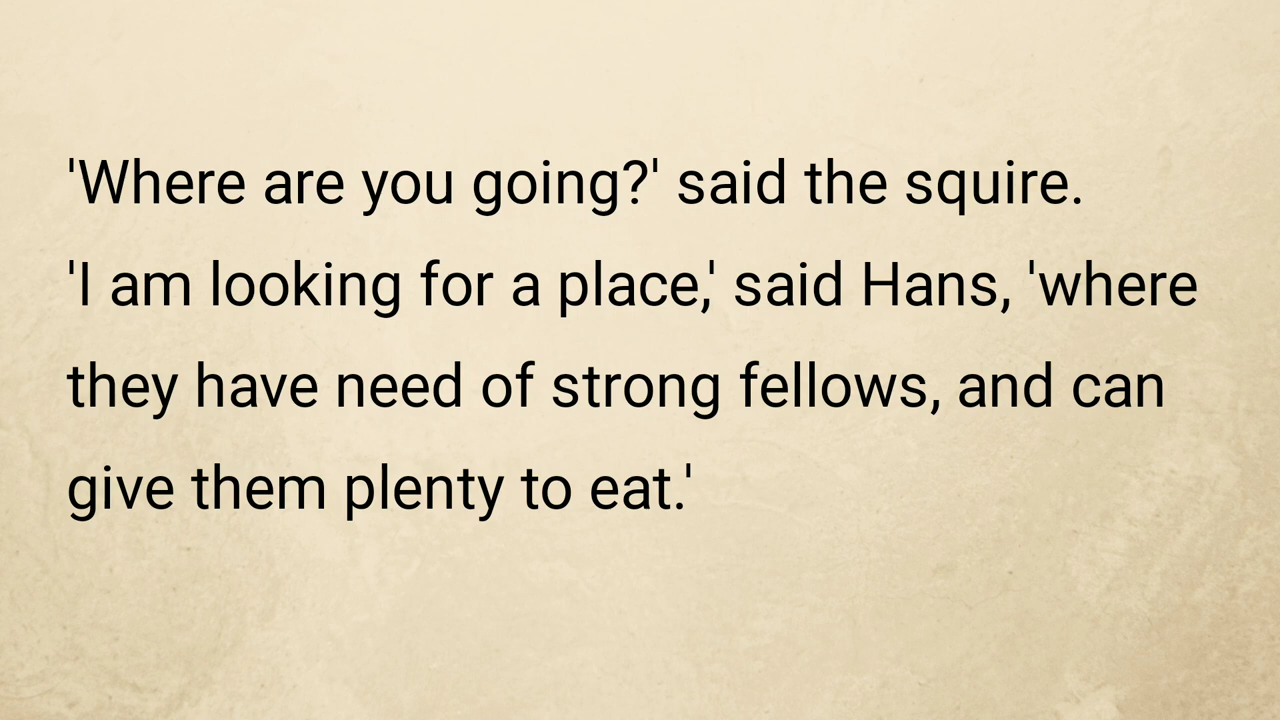 'Where are you going?' said the squire.
'I am looking for a place,' said Hans, 'where
they have need of strong fellows, and can
give them plenty to eat.'